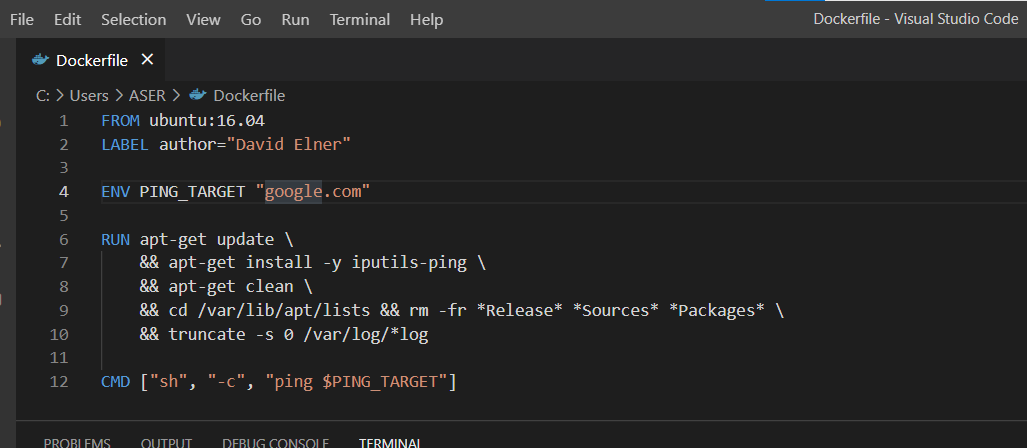 File Edit Selection View Go Run Terminal Help Dockerfile - Visual Studio Code
Dockerfile ×
C: > Users > ASER > Dockerfile
1 FROM ubuntu:16.04
2 LABEL author="David Elner"
3
4 ENV PING_TARGET "google.com"
5
6 RUN apt-get update \
7 && apt-get install -y iputils-ping \
8 && apt-get clean \
9 && cd /var/lib/apt/lists && rm -fr *Release* *Sources* *Packages* \
10 && truncate -s 0 /var/log/*log
11
12 CMD ["sh", "-c", "ping $PING_TARGET"]
PROBLEMS OUTPUT DEBUG CONSOLE TERMINAL